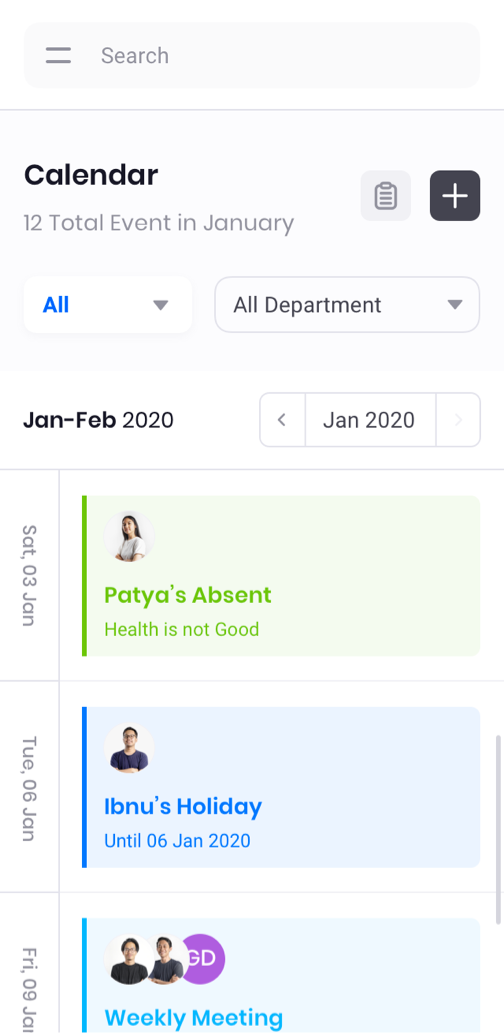 Search
Calendar
12 Total Event in January
All
All Department
Jan-Feb 2020
Jan 2020
Sat, 03 Jan
Patya's Absent
Health is not Good
Tue, 06 Jan
Ibnu's Holiday
Until 06 Jan 2020
Fri, 09 Jan
GD
Weekly Meeting